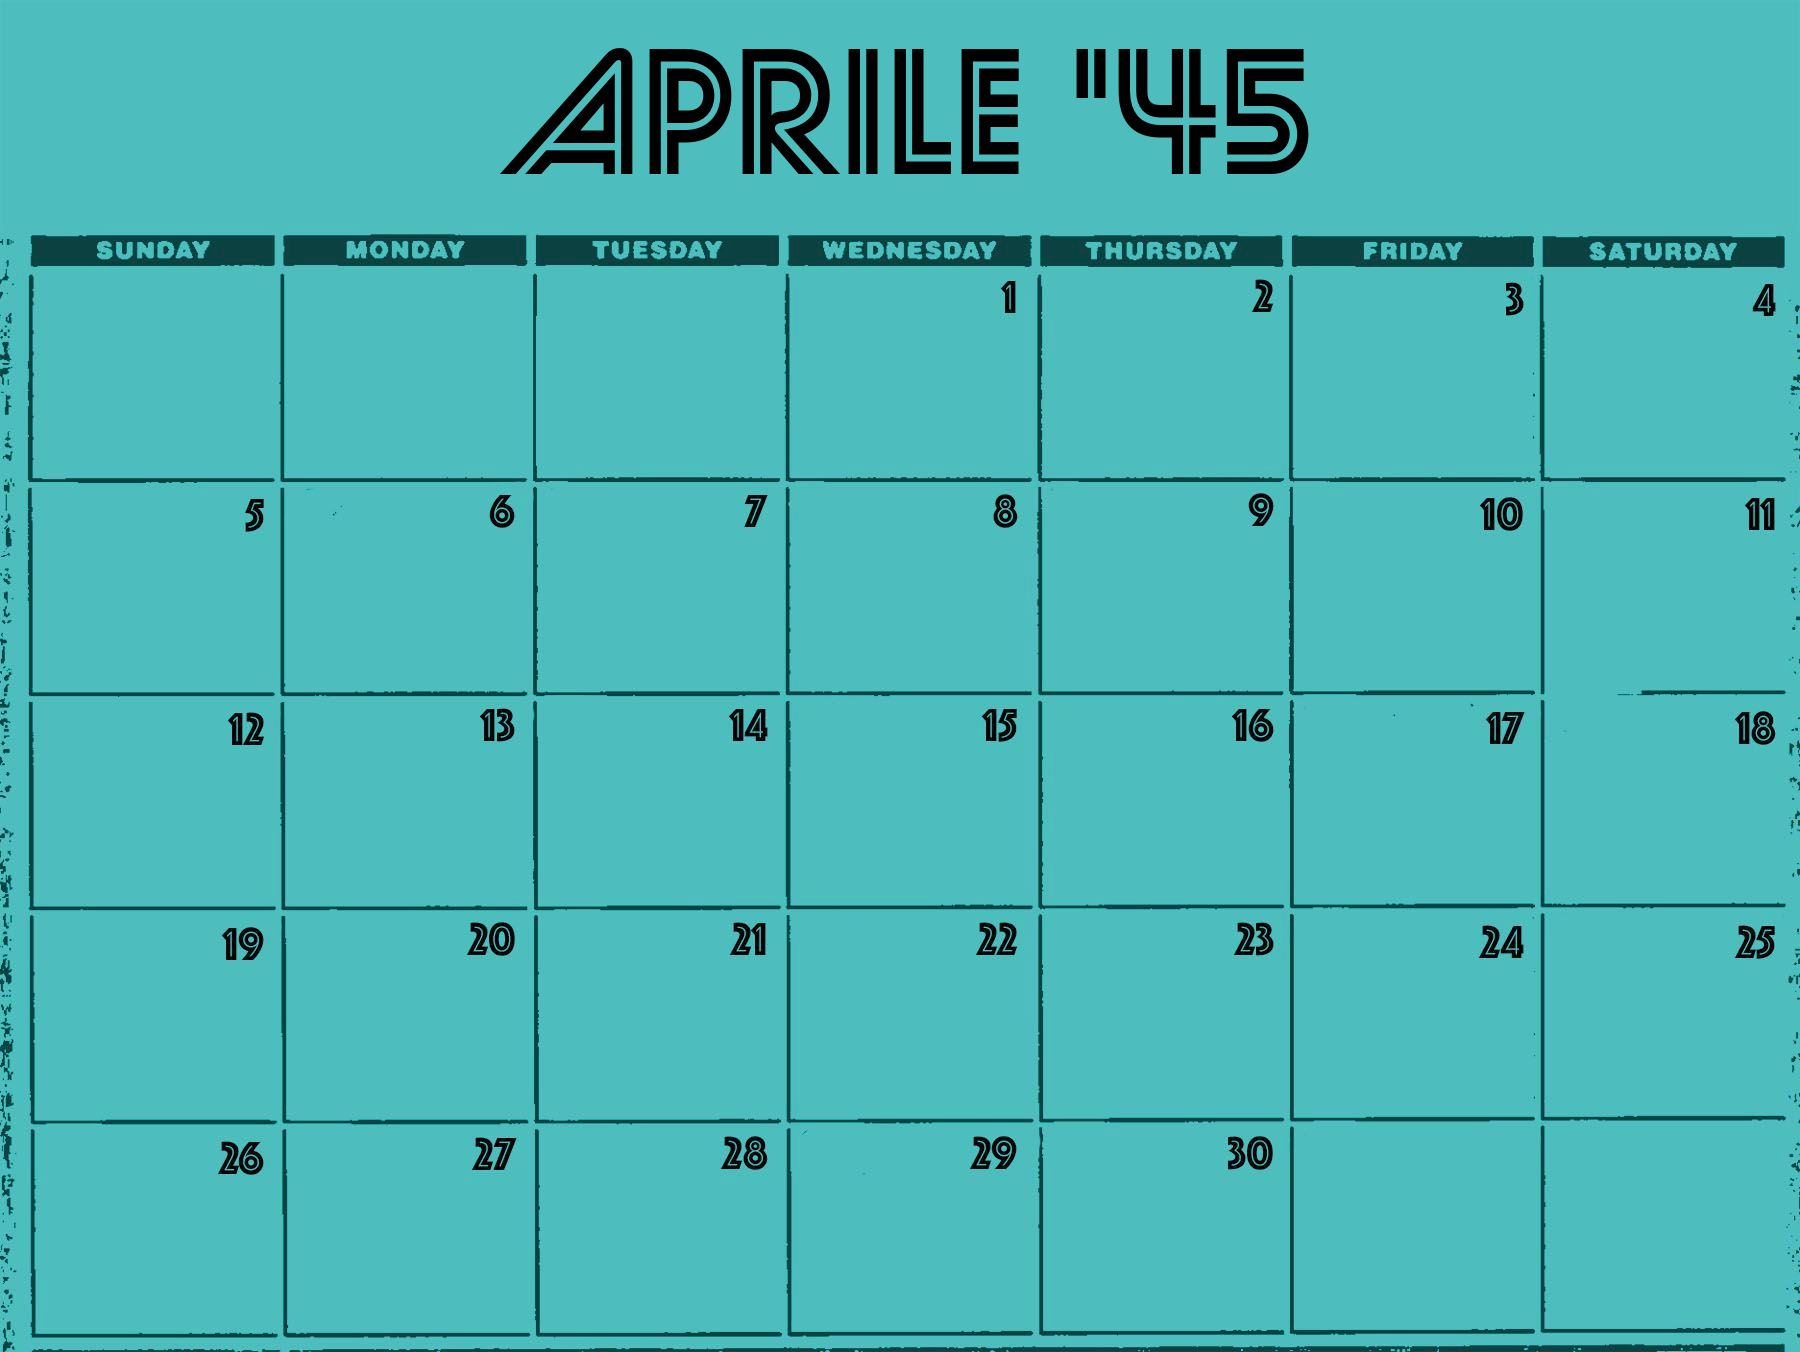 APRILE "45
SUNDAY MONDAY TUESDAY WEDNESDAY THURSDAY FRIDAY SATURDAY
1 2 3 4
5 6 7 8 9 10 11
12 13 14 15 16 17 18
19 20 21 22 23 24 25
26 27 28 29 30